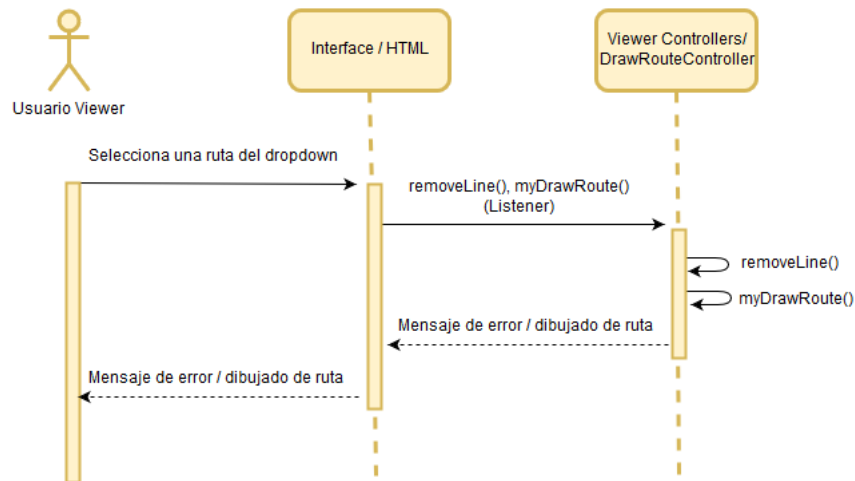 Usuario Viewer
Interface / HTML
Viewer Controllers/
DrawRouteController
Selecciona una ruta del dropdown
removeLine(), myDrawRoute()
(Listener)
removeLine()
myDrawRoute()
Mensaje de error / dibujado de ruta
Mensaje de error / dibujado de ruta